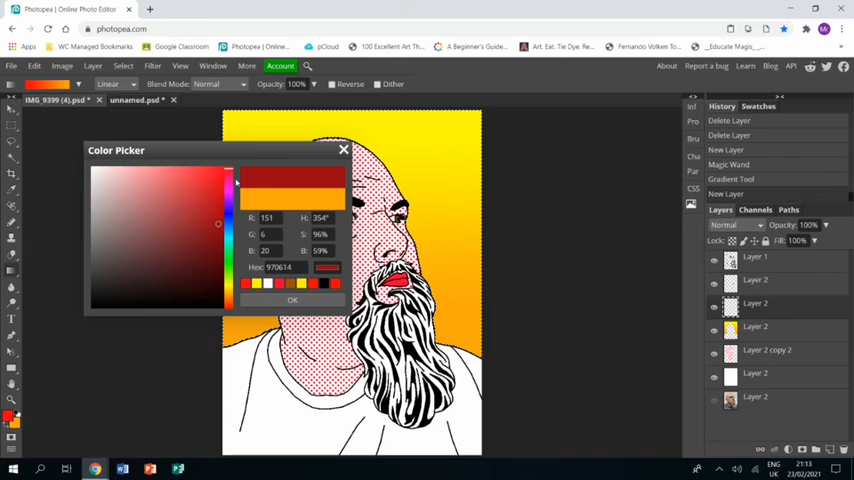 Photopea | Online Photo Editor
photopea.com
Apps
WC Managed Bookmarks
Google Classroom
Photopea | Online...
pCloud
100 Excellent Art Th...
A Beginner's Guide...
Art. Eat. Tie Dye. Re...
Fernando Volken To...
__Educate Magis_-...
File Edit Image Layer Select Filter View Window More Account About Report a bug Learn Blog API
Linear Blend Mode: Normal Opacity: 100% Reverse Dither
IMG_9399 (4).psd * unnamed.psd *
Color Picker
R: 151 H: 354°
G: 6 S: 96%
B: 20 B: 59%
Hex: 970614
OK
Inf
Pro
Bru
Cha
Par
CSS
History Swatches
Delete Layer
Delete Layer
New Layer
Magic Wand
Gradient Tool
New Layer
Layers Channels Paths
Normal Opacity: 100%
Lock: Fill: 100%
Layer 1
Layer 2
Layer 2
Layer 2
Layer 2 copy 2
Layer 2
Layer 2
ENG
UK
21:13
23/02/2021